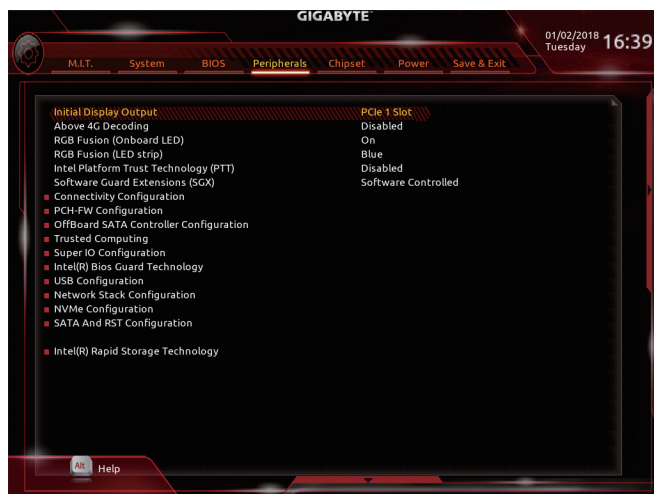 GIGABYTE™
01/02/2018 16:39
Tuesday
M.I.T. System BIOS Peripherals Chipset Power Save & Exit
Initial Display Output PCIe 1 Slot
Above 4G Decoding Disabled
RGB Fusion (Onboard LED) On
RGB Fusion (LED strip) Blue
Intel Platform Trust Technology (PTT) Disabled
Software Guard Extensions (SGX) Software Controlled
Connectivity Configuration
PCH-FW Configuration
OffBoard SATA Controller Configuration
Trusted Computing
Super IO Configuration
Intel(R) Bios Guard Technology
USB Configuration
Network Stack Configuration
NVMe Configuration
SATA And RST Configuration
Intel(R) Rapid Storage Technology
Alt Help